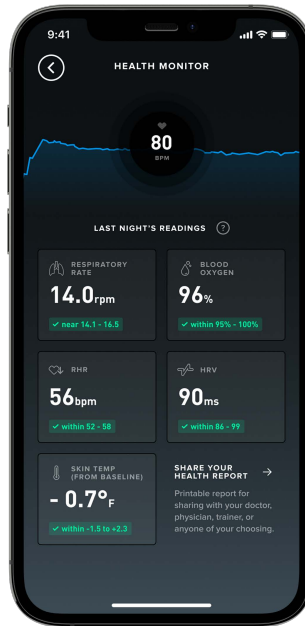 9:41
HEALTH MONITOR
80
BPM
LAST NIGHT'S READINGS ?
RESPIRATORY
RATE
14.0rpm
✓ near 14.1 - 16.5
BLOOD
OXYGEN
96%
✓ within 95% - 100%
RHR
56bpm
✓ within 52 - 58
HRV
90ms
✓ within 86 - 99
SKIN TEMP
(FROM BASELINE)
- 0.7°F
✓ within -1.5 to +2.3
SHARE YOUR
HEALTH REPORT →
Printable report for
sharing with your doctor,
physician, trainer, or
anyone of your choosing.